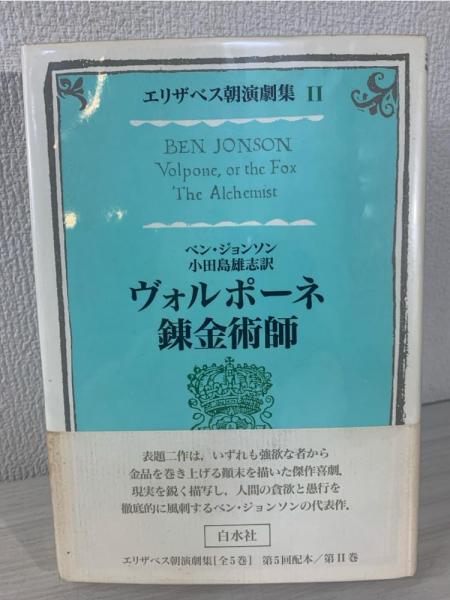 エリザベス朝演劇集 II
BEN JONSON
Volpone, or the Fox
The Alchemist
ベン・ジョンソン
小田島雄志訳
ヴォルポーネ
錬金術師
表題二作は,いずれも強欲な者から
金品を巻き上げる顚末を描いた傑作喜劇.
現実を鋭く描写し,人間の貪欲と愚行を
徹底的に風刺するベン・ジョンソンの代表作.
白水社
エリザベス朝演劇集[全5巻] 第5回配本/第II巻